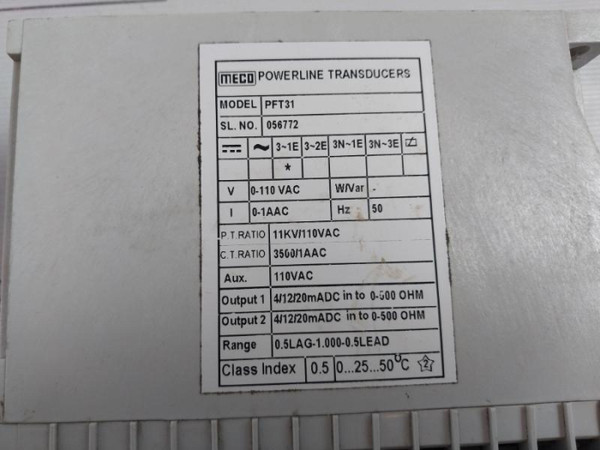 MECO POWERLINE TRANSDUCERS
MODEL PFT31
SL. NO. 056772
3~1E 3~2E 3N~1E 3N~3E
*
V 0-110 VAC W/Var -
I 0-1AAC Hz 50
P.T.RATIO 11KV/110VAC
C.T.RATIO 3500/1AAC
Aux. 110VAC
Output 1 4/12/20mADC in to 0-500 OHM
Output 2 4/12/20mADC in to 0-500 OHM
Range 0.5LAG-1.000-0.5LEAD
Class Index 0.5 0...25...50°C 2